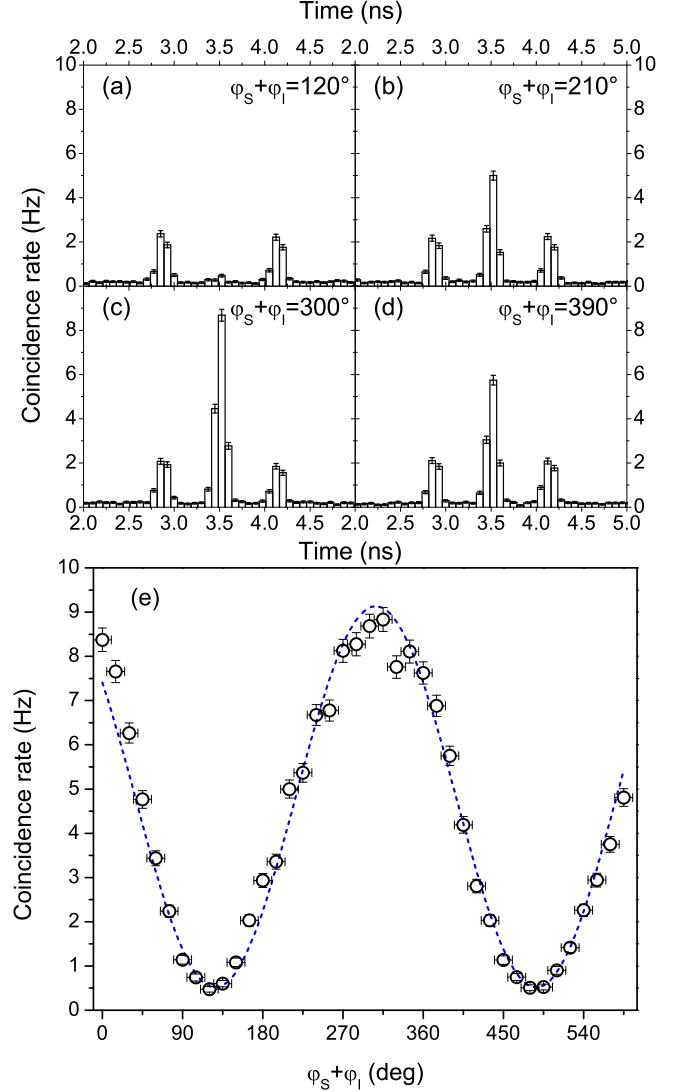 Time (ns)
2.0 2.5 3.0 3.5 4.0 2.0 2.5 3.0 3.5 4.0 4.5 5.0
10 (a) φS+φI=120° (b) φS+φI=210° 10
8 8
6 6
4 4
2 2
0 0
Coincidence rate (Hz)
(c) φS+φI=300° (d) φS+φI=390°
8 8
6 6
4 4
2 2
0 0
2.0 2.5 3.0 3.5 4.0 4.5 2.0 2.5 3.0 3.5 4.0 4.5 5.0
Time (ns)
10
(e)
9
8
7
6
5
4
3
2
1
0
Coincidence rate (Hz)
0 90 180 270 360 450 540
φS+φI (deg)